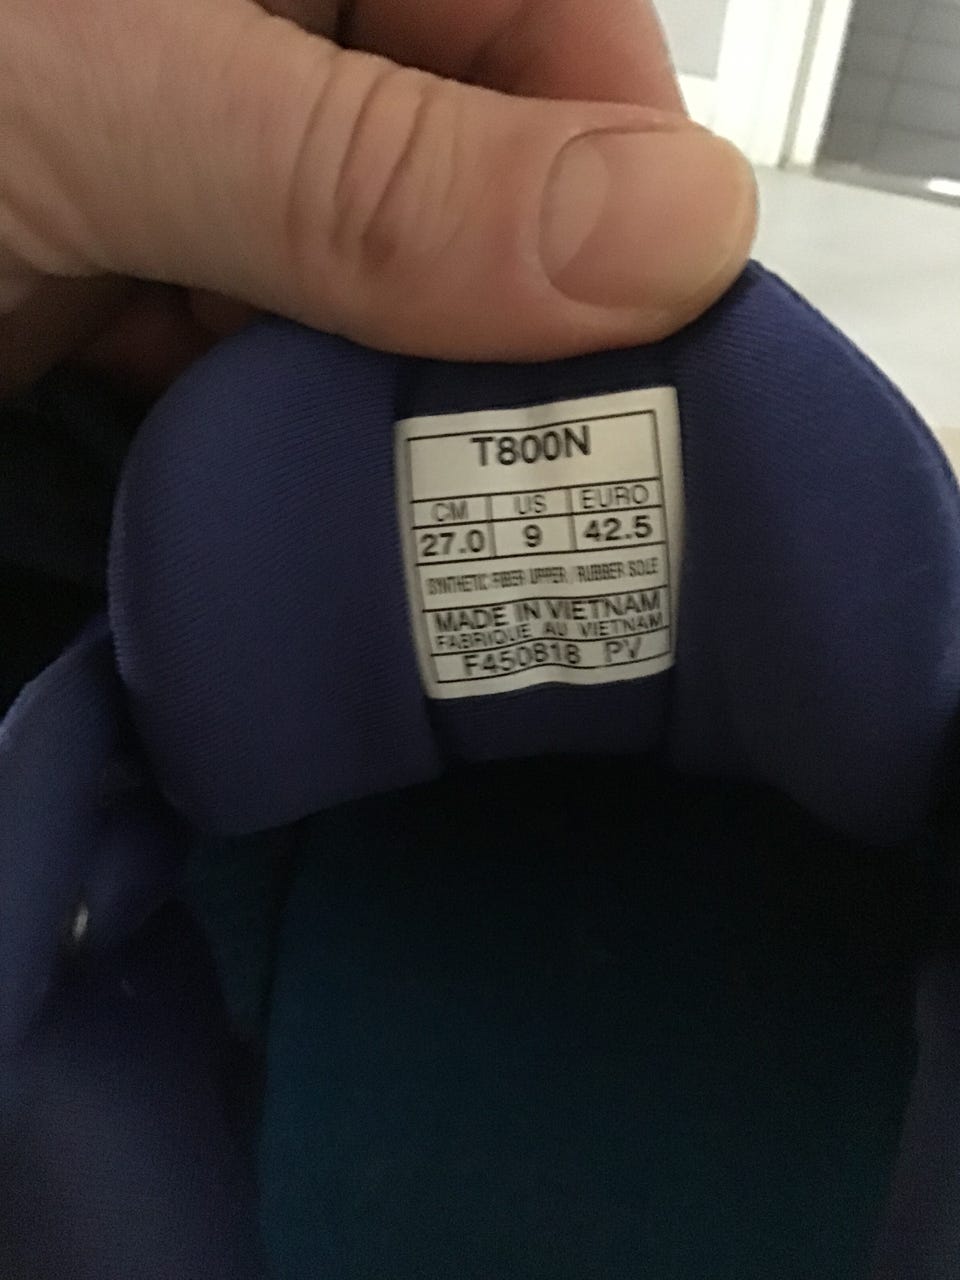 T800N
CM US EURO
27.0 9 42.5
SYNTHETIC FIBER UPPER / RUBBER SOLE
MADE IN VIETNAM
FABRIQUE AU VIETNAM
F450818 PV